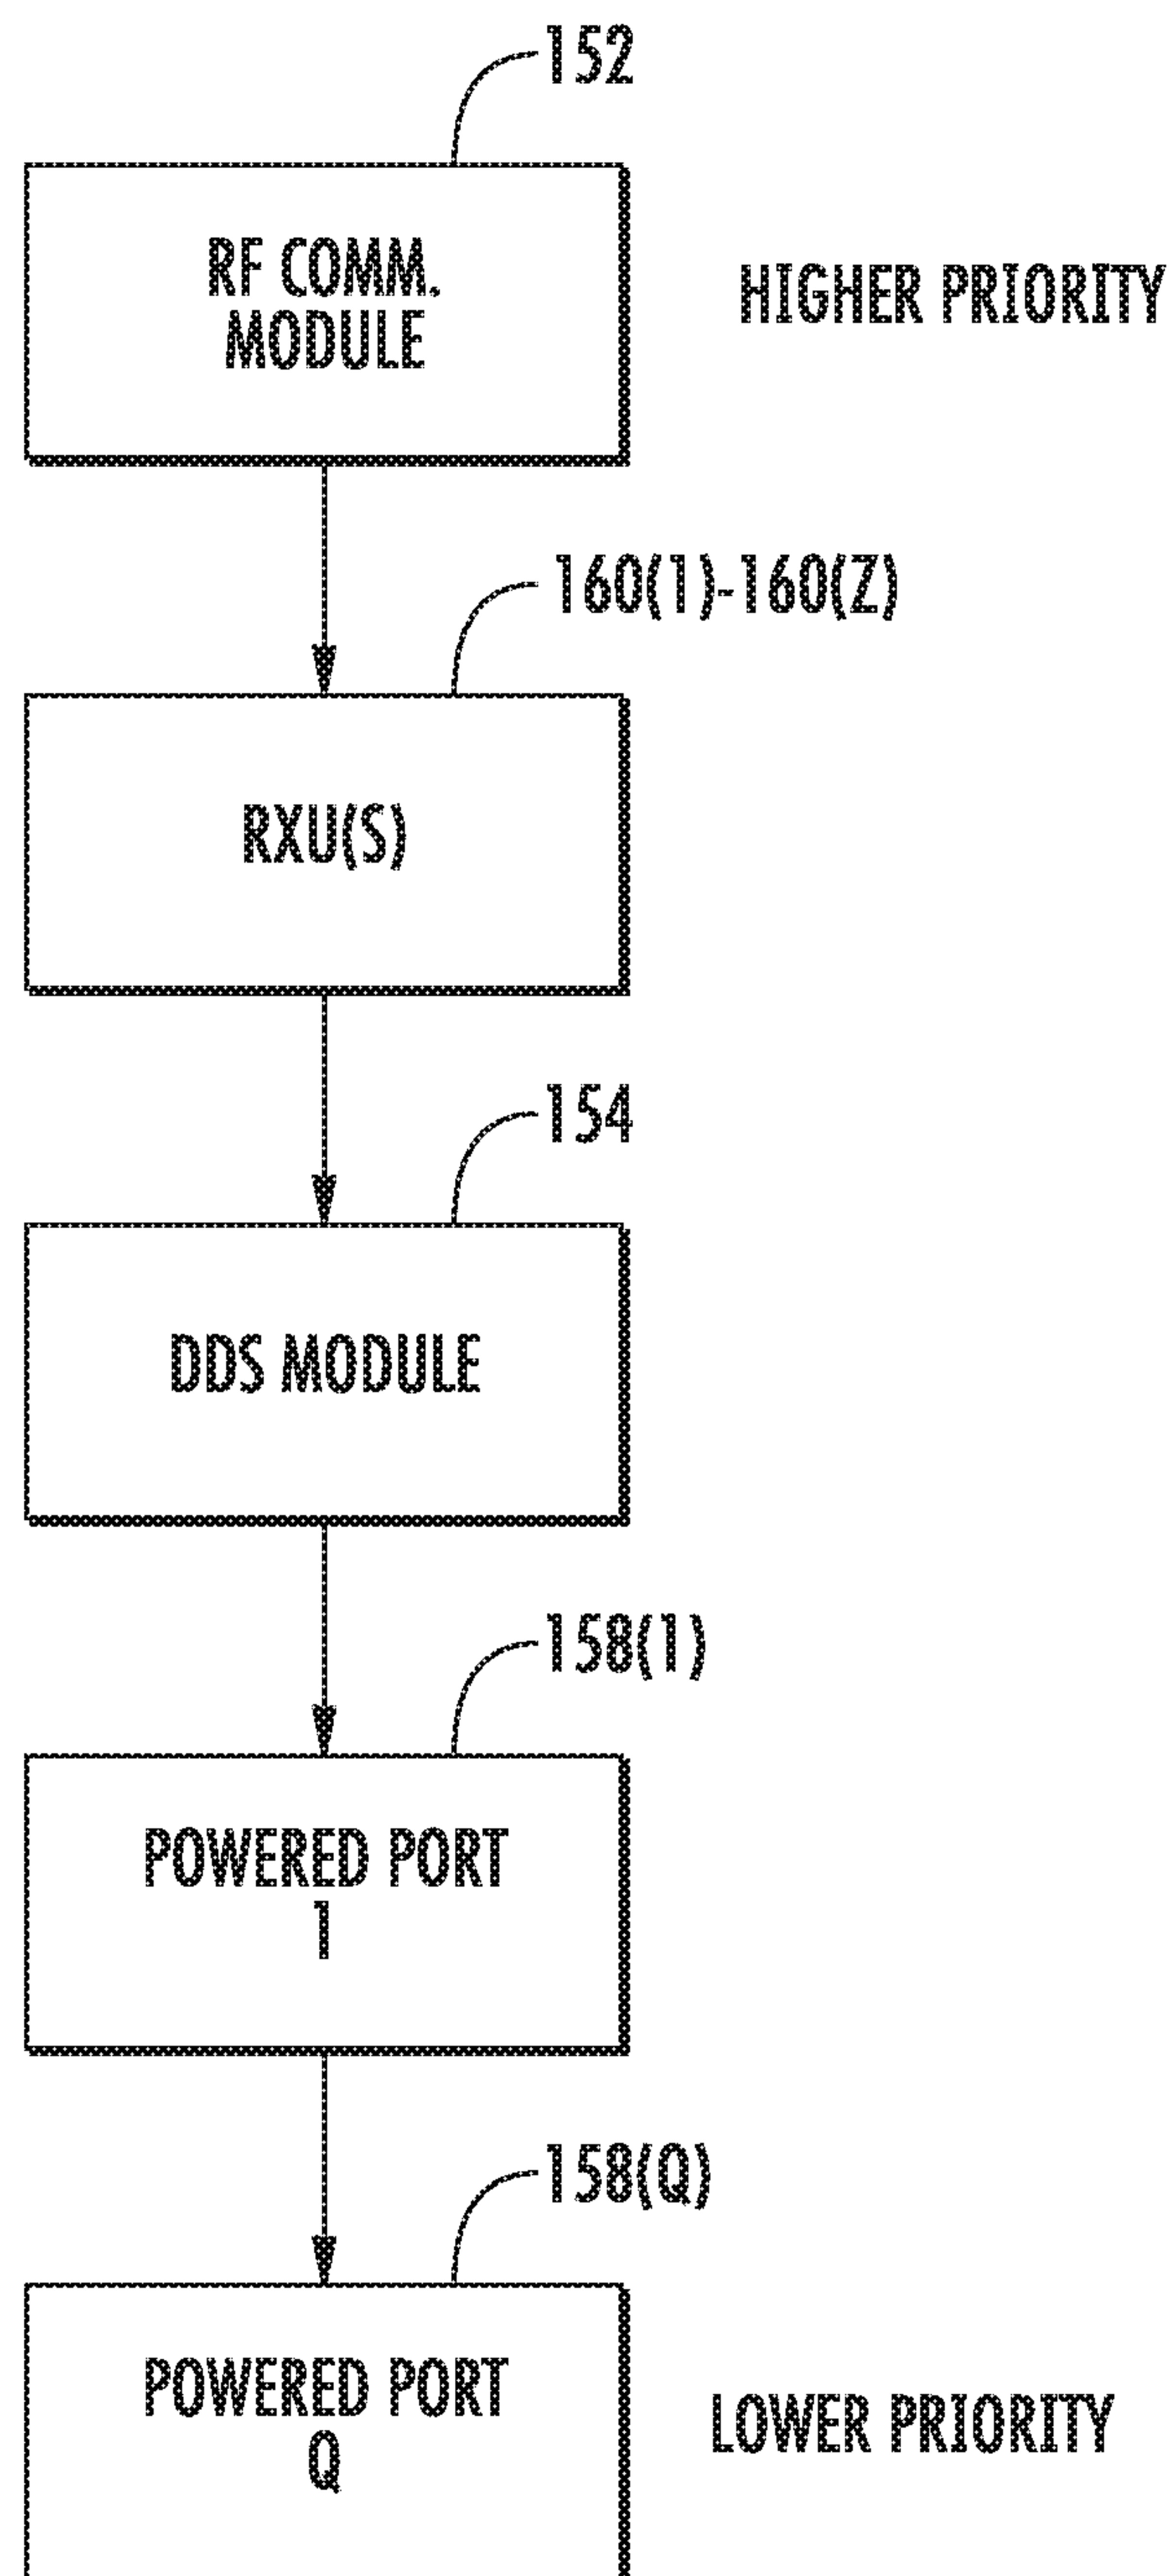 152
RF COMM.
MODULE
HIGHER PRIORITY
160(1)-160(Z)
RXU(S)
154
DDS MODULE
158(1)
POWERED PORT
1
158(Q)
POWERED PORT
Q
LOWER PRIORITY